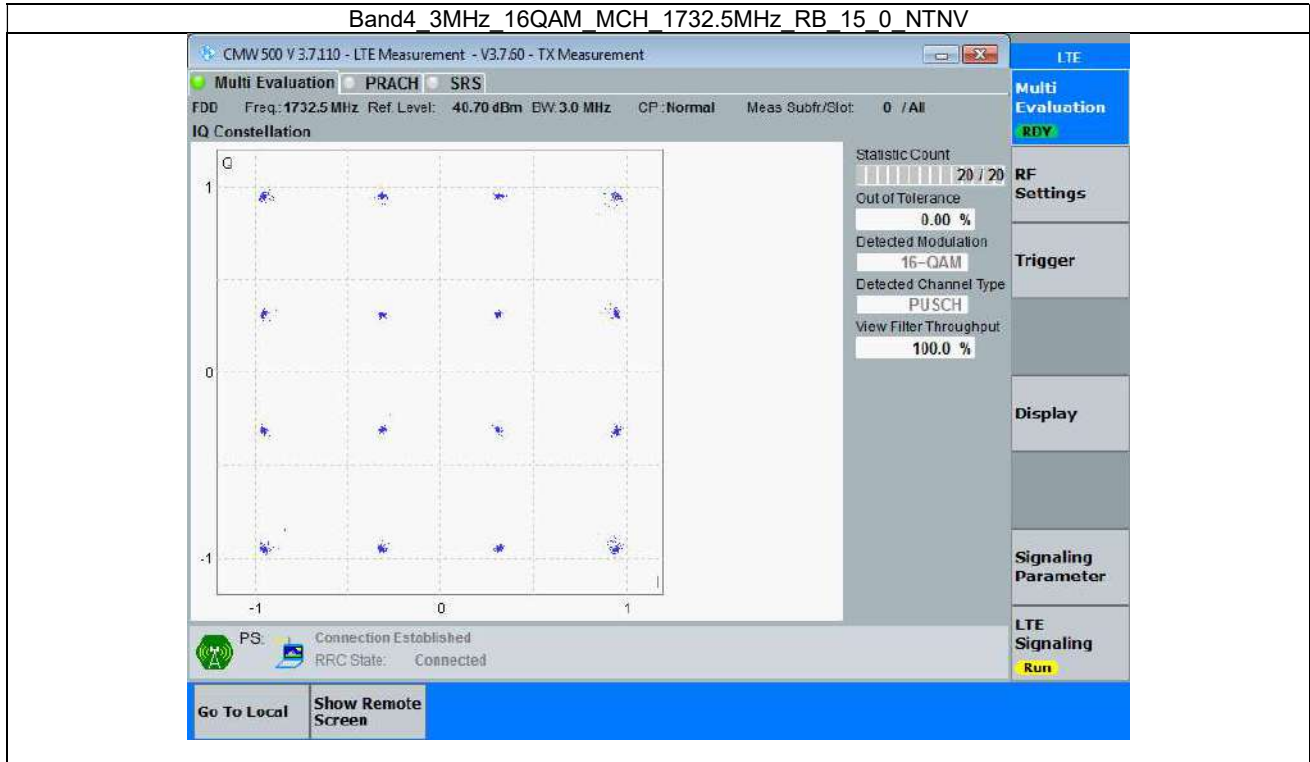 Band4_3MHz_16QAM_MCH_1732.5MHz_RB_15_0_NTNV
CMW 500 V 3.7.110 - LTE Measurement - V3.7.60 - TX Measurement
LTE
Multi Evaluation PRACH SRS
Multi
Evaluation
RDY
FDD Freq.: 1732.5 MHz Ref. Level: 40.70 dBm BW: 3.0 MHz CP : Normal Meas Subfr./Slot: 0 / All
IQ Constellation
Q
1
0
-1
-1 0 1
I
Statistic Count
20 / 20
Out of Tolerance
0.00 %
Detected Modulation
16-QAM
Detected Channel Type
PUSCH
View Filter Throughput
100.0 %
RF
Settings
Trigger
Display
Signaling
Parameter
LTE
Signaling
Run
PS: Connection Established
RRC State: Connected
Go To Local
Show Remote
Screen